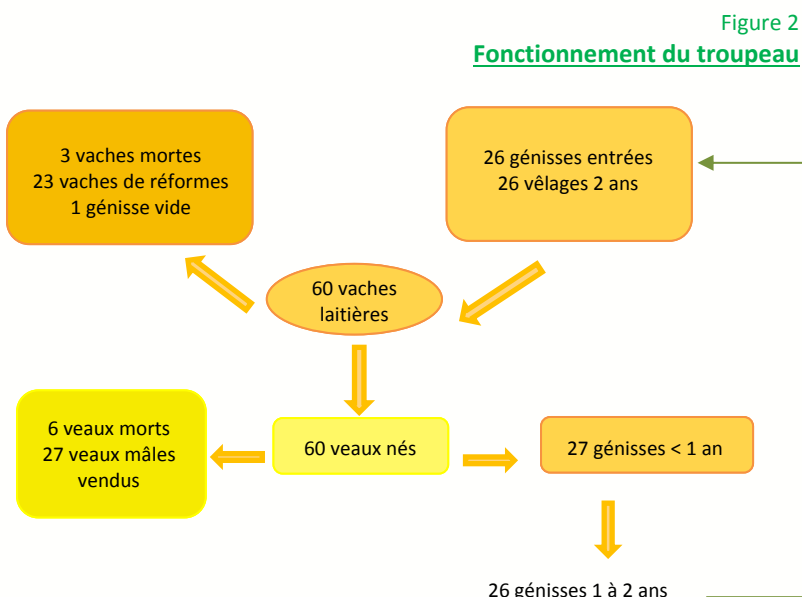 Figure 2
Fonctionnement du troupeau
3 vaches mortes
23 vaches de réformes
1 génisse vide
26 génisses entrées
26 vêlages 2 ans
60 vaches
laitières
6 veaux morts
27 veaux mâles
vendus
60 veaux nés
27 génisses < 1 an
26 génisses 1 à 2 ans